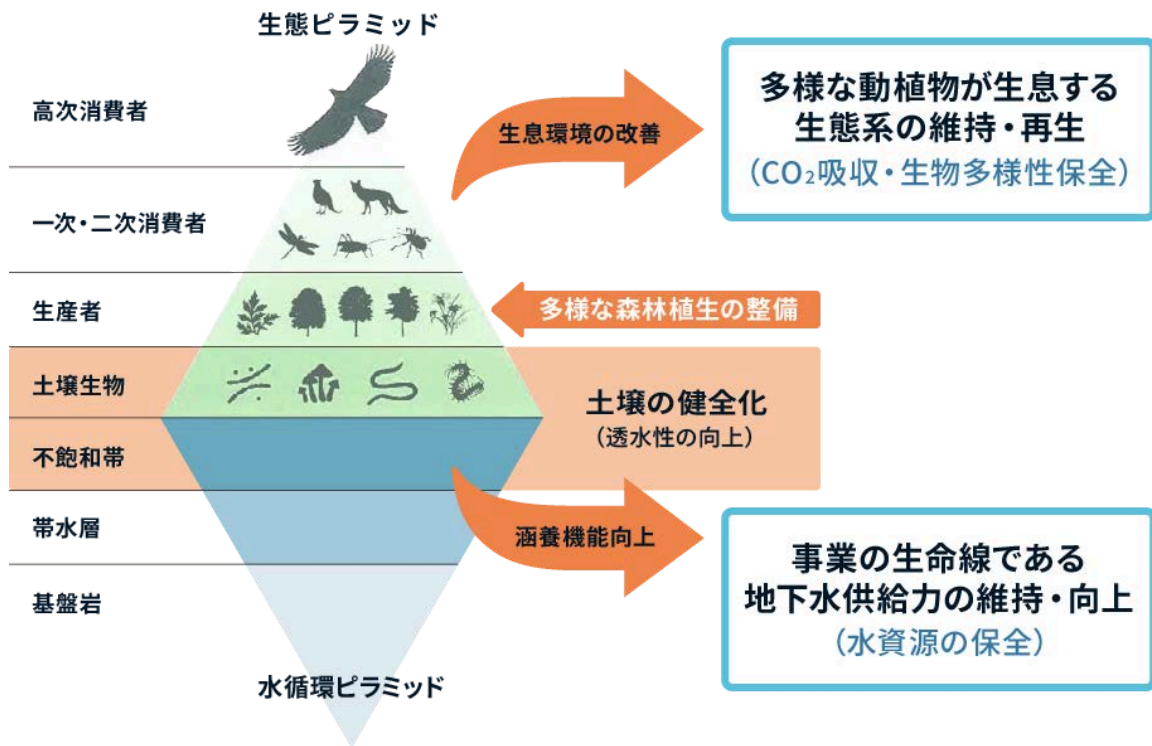 生態ピラミッド
高次消費者
一次・二次消費者
生産者
土壌生物
不飽和帯
帯水層
基盤岩
水循環ピラミッド
生息環境の改善
多様な動植物が生息する
生態系の維持・再生
（CO₂吸収・生物多様性保全）
多様な森林植生の整備
土壌の健全化
（透水性の向上）
涵養機能向上
事業の生命線である
地下水供給力の維持・向上
（水資源の保全）